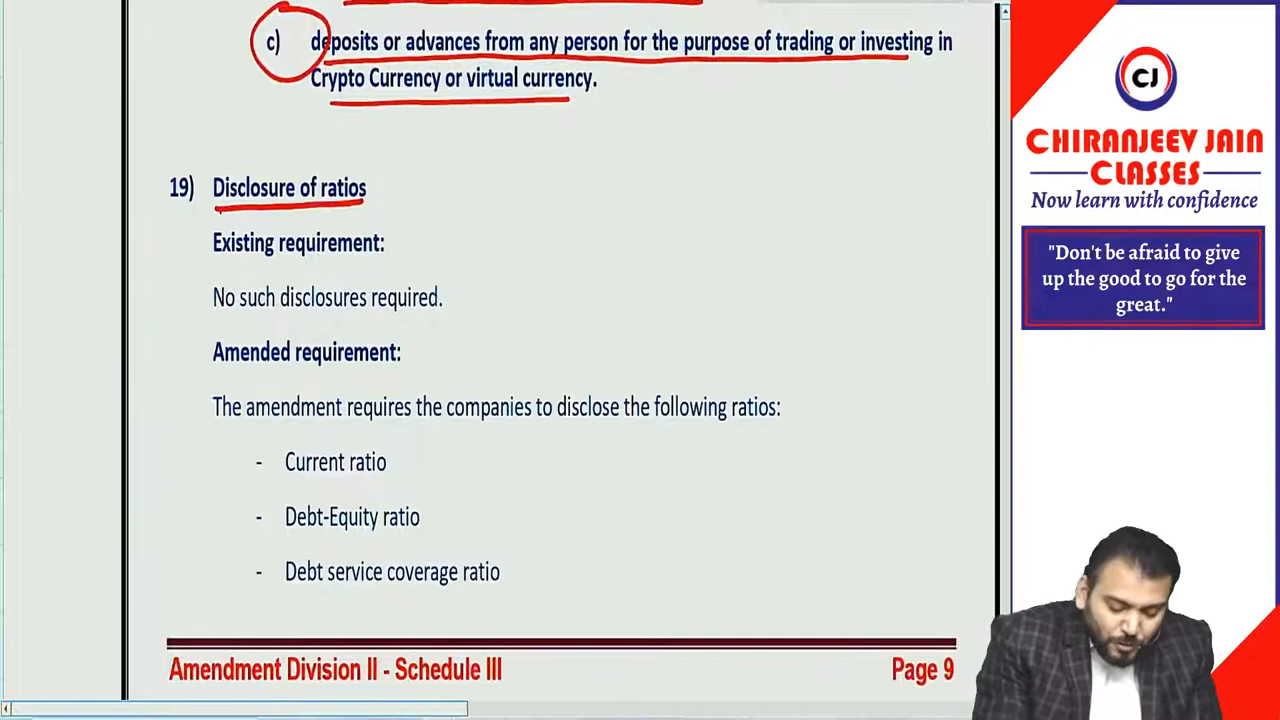 c) deposits or advances from any person for the purpose of trading or investing in
Crypto Currency or virtual currency.
19) Disclosure of ratios
Existing requirement:
No such disclosures required.
Amended requirement:
The amendment requires the companies to disclose the following ratios:
- Current ratio
- Debt-Equity ratio
- Debt service coverage ratio
Amendment Division II - Schedule III Page 9
CJ
CHIRANJEEV JAIN
CLASSES
Now learn with confidence
"Don't be afraid to give
up the good to go for the
great."